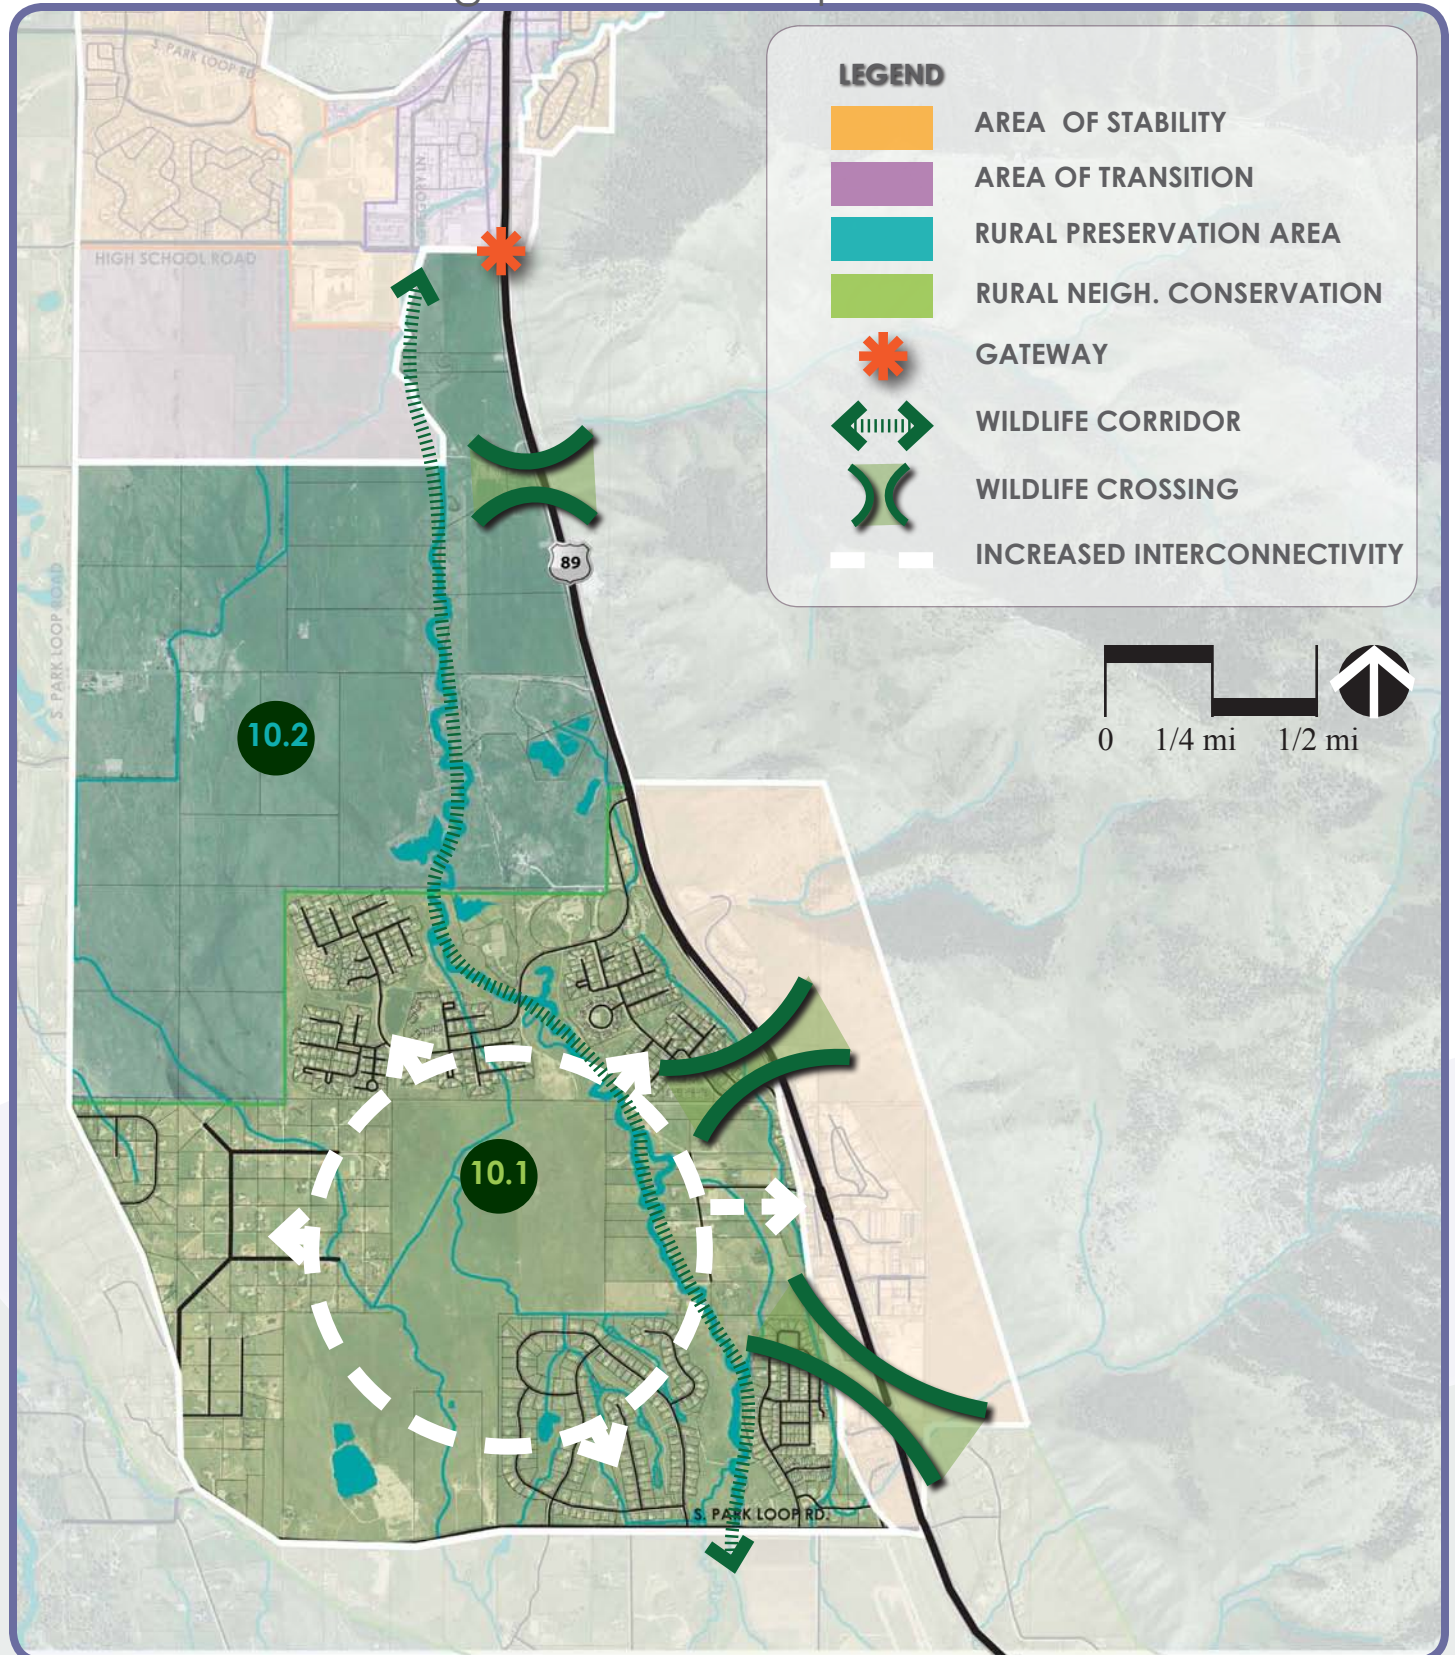 LEGEND
AREA OF STABILITY
AREA OF TRANSITION
RURAL PRESERVATION AREA
RURAL NEIGH. CONSERVATION
GATEWAY
WILDLIFE CORRIDOR
WILDLIFE CROSSING
INCREASED INTERCONNECTIVITY
0 1/4 mi 1/2 mi
S. PARK LOOP RD.
GREGORY LN
HIGH SCHOOL ROAD
89
S. PARK LOOP ROAD
10.2
10.1
S. PARK LOOP RD.